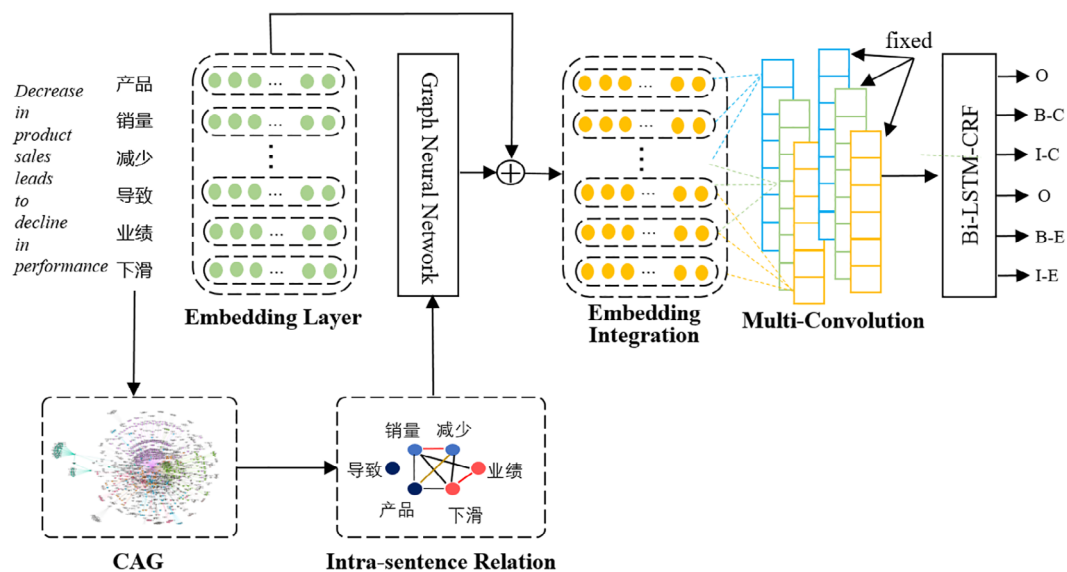 Decrease
in
product
sales
leads
to
decline
in
performance
产品
销量
减少
导致
业绩
下滑
...
...
...
...
...
Embedding Layer
Graph Neural Network
...
...
...
...
...
Embedding
Integration
fixed
Multi-Convolution
Bi-LSTM-CRF
O
B-C
I-C
O
B-E
I-E
CAG
销量
减少
导致
业绩
产品
下滑
Intra-sentence Relation